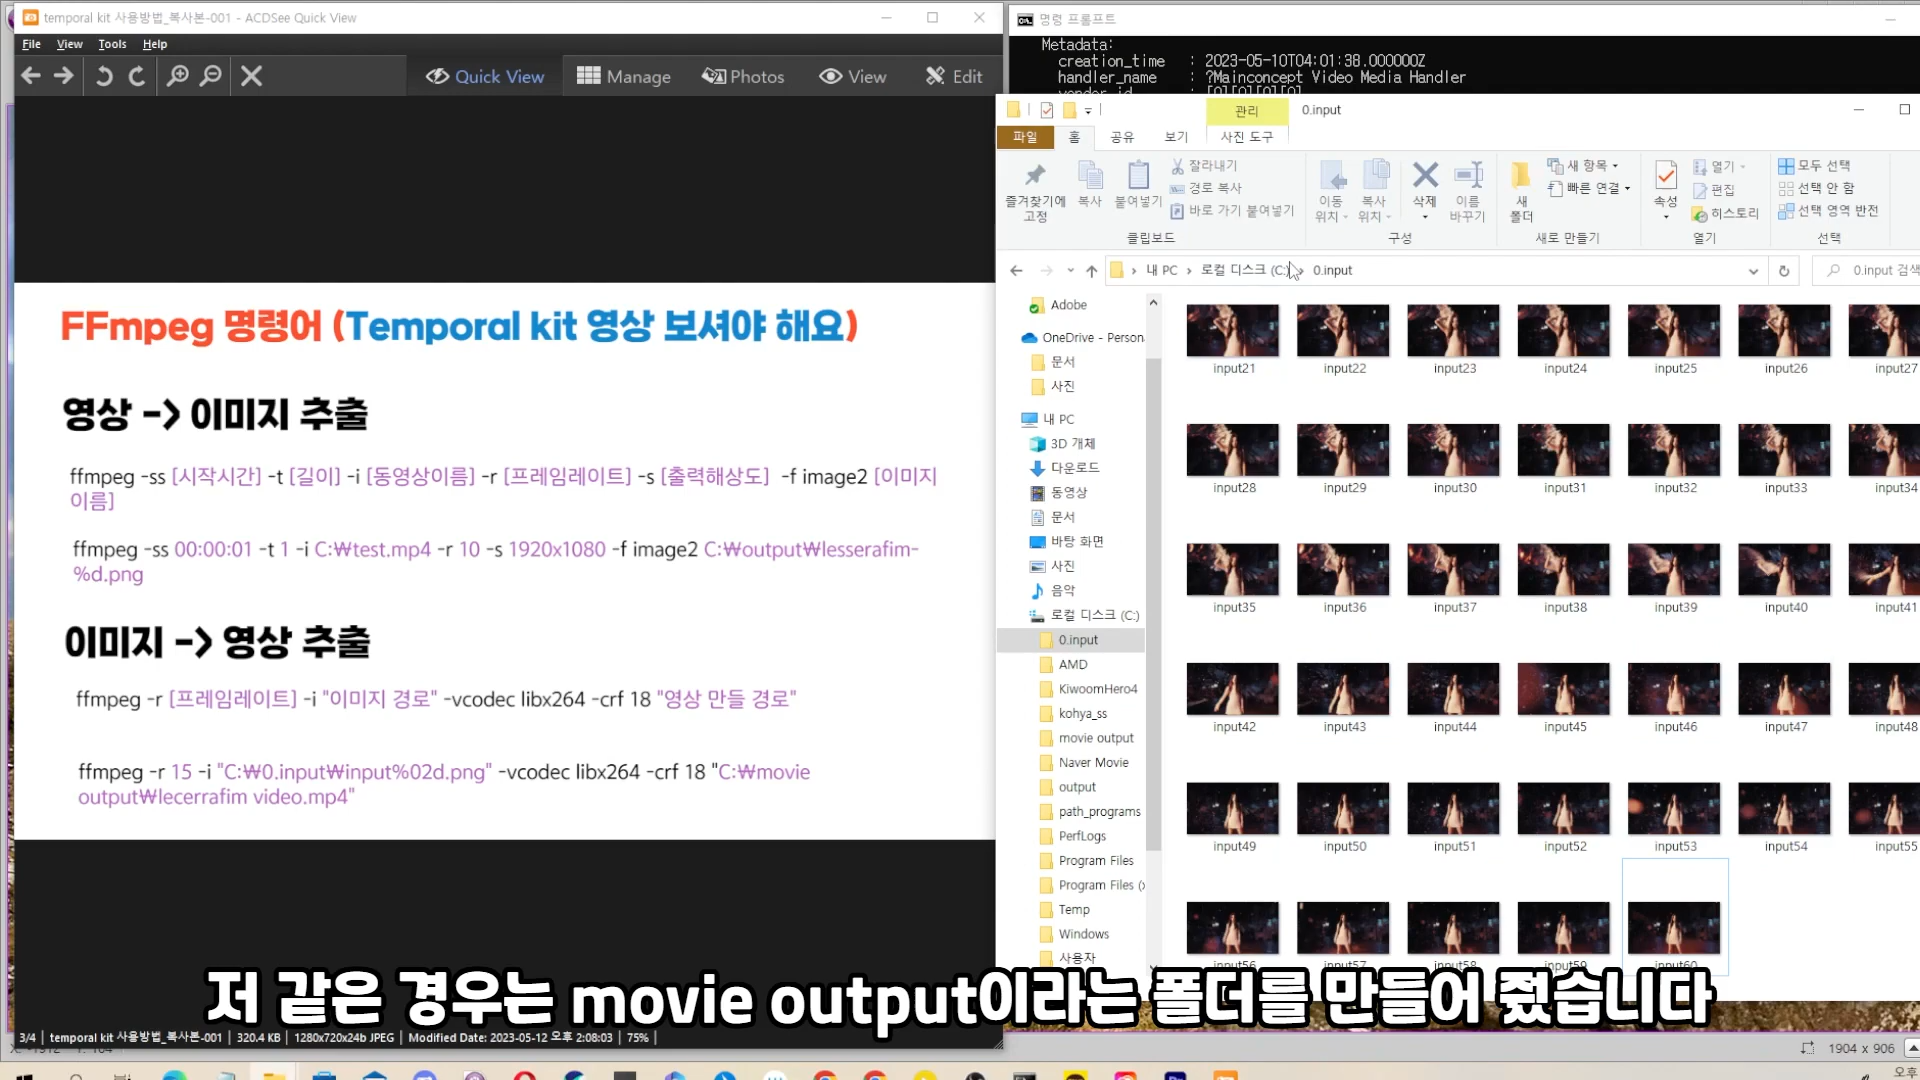 temporal kit 사용방법_복사본-001 - ACDSee Quick View
File View Tools Help
Quick View Manage Photos View Edit
FFmpeg 명령어 (Temporal kit 영상 보셔야 해요)
영상 -> 이미지 추출
ffmpeg -ss [시작시간] -t [길이] -i [동영상이름] -r [프레임레이트] -s [출력해상도] -f image2 [이미지
이름]
ffmpeg -ss 00:00:01 -t 1 -i C:₩test.mp4 -r 10 -s 1920x1080 -f image2 C:₩output₩lesserafim-
%d.png
이미지 -> 영상 추출
ffmpeg -r [프레임레이트] -i "이미지 경로" -vcodec libx264 -crf 18 "영상 만들 경로"
ffmpeg -r 15 -i "C:₩0.input₩input%02d.png" -vcodec libx264 -crf 18 "C:₩movie
output₩lecerrafim video.mp4"
3/4 temporal kit 사용방법_복사본-001 320.4 KB 1280x720x24b JPEG Modified Date: 2023-05-12 오후 2:08:03 75%
명령 프롬프트
Metadata:
creation_time : 2023-05-10T04:01:38.000000Z
handler_name : ?Mainconcept Video Media Handler
관리 0.input
파일 홈 공유 보기 사진 도구
즐겨찾기에
고정
복사
붙여넣기
잘라내기
경로 복사
바로 가기 붙여넣기
클립보드
이동
위치
복사
위치
삭제
이름
바꾸기
구성
새
폴더
새 항목
빠른 연결
새로 만들기
속성
열기
편집
히스토리
열기
모두 선택
선택 안 함
선택 영역 반전
선택
내 PC 로컬 디스크 (C:) 0.input
0.input 검색
Adobe
OneDrive - Person
문서
사진
내 PC
3D 개체
다운로드
동영상
문서
바탕 화면
사진
음악
로컬 디스크 (C:)
0.input
AMD
KiwoomHero4
kohya_ss
movie output
Naver Movie
output
path_programs
PerfLogs
Program Files
Program Files (x
Temp
Windows
사용자
input21 input22 input23 input24 input25 input26 input27
input28 input29 input30 input31 input32 input33 input34
input35 input36 input37 input38 input39 input40 input41
input42 input43 input44 input45 input46 input47 input48
input49 input50 input51 input52 input53 input54 input55
input56 input57 input58 input59 input60
저 같은 경우는 movie output이라는 폴더를 만들어 줬습니다
1904 x 906
오후